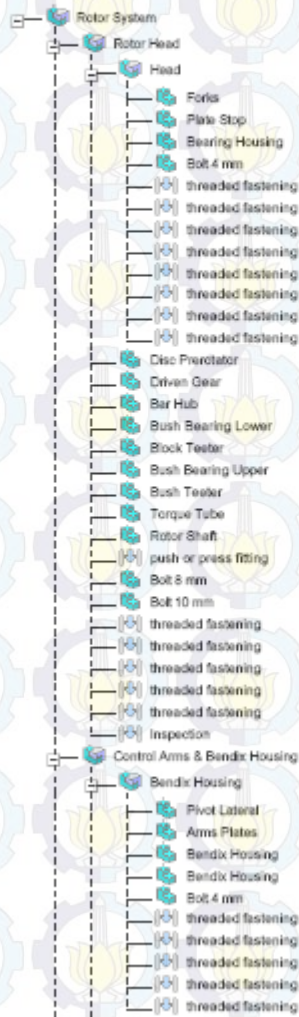 Rotor System
Rotor Head
Head
Forks
Plate Stop
Bearing Housing
Bolt 4 mm
threaded fastening
threaded fastening
threaded fastening
threaded fastening
threaded fastening
threaded fastening
threaded fastening
threaded fastening
Disc Prerotator
Driven Gear
Bar Hub
Bush Bearing Lower
Block Teeter
Bush Bearing Upper
Bush Teeter
Torque Tube
Rotor Shaft
push or press fitting
Bolt 8 mm
Bolt 10 mm
threaded fastening
threaded fastening
threaded fastening
threaded fastening
threaded fastening
Inspection
Control Arms & Bendix Housing
Bendix Housing
Pivot Lateral
Arms Plates
Bendix Housing
Bendix Housing
Bolt 4 mm
threaded fastening
threaded fastening
threaded fastening
threaded fastening
threaded fastening